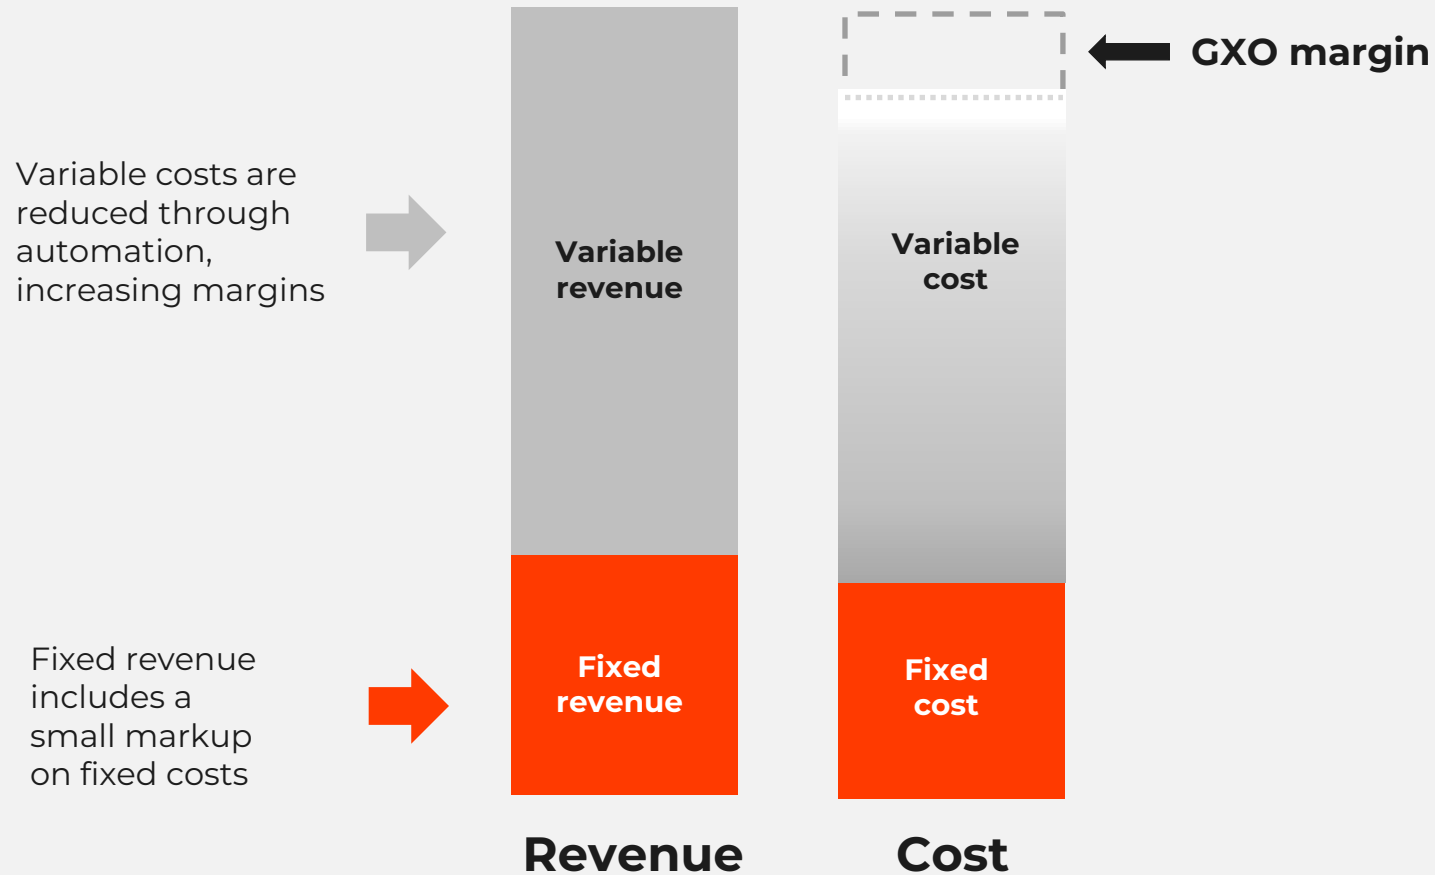 GXO margin
Variable costs are
reduced through
automation,
increasing margins
Variable
revenue
Variable
cost
Fixed revenue
includes a
small markup
on fixed costs
Fixed
revenue
Fixed
cost
Revenue
Cost